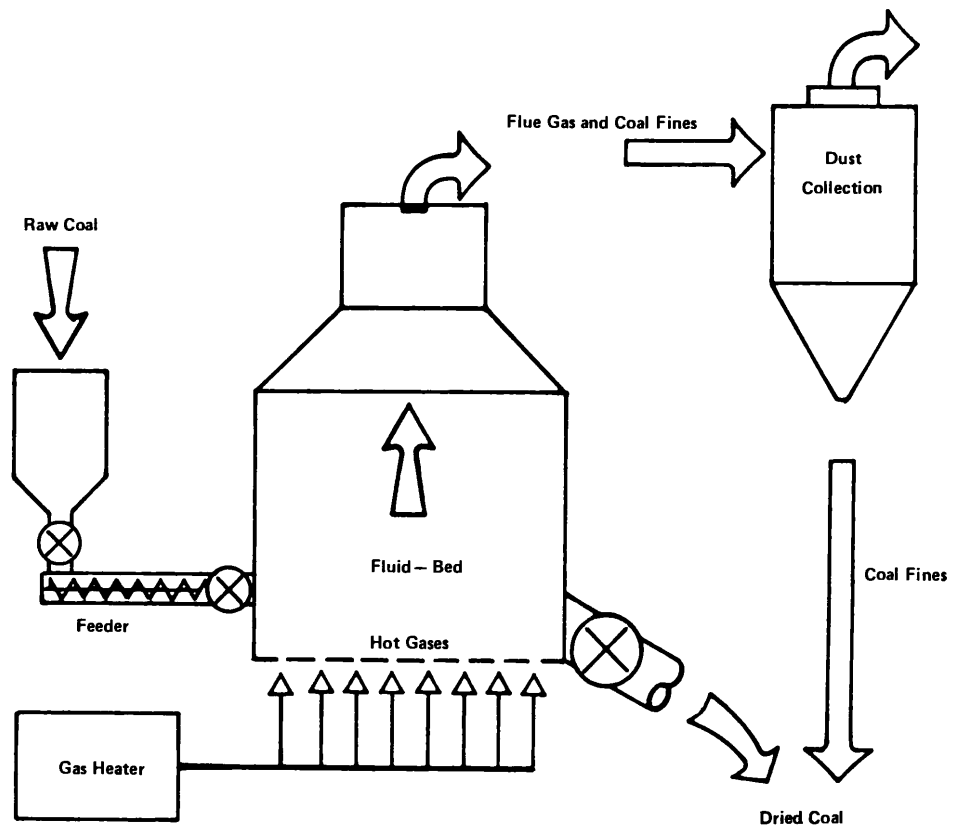 Flue Gas and Coal Fines
Dust
Collection
Raw Coal
Fluid – Bed
Coal Fines
Feeder
Hot Gases
Gas Heater
Dried Coal